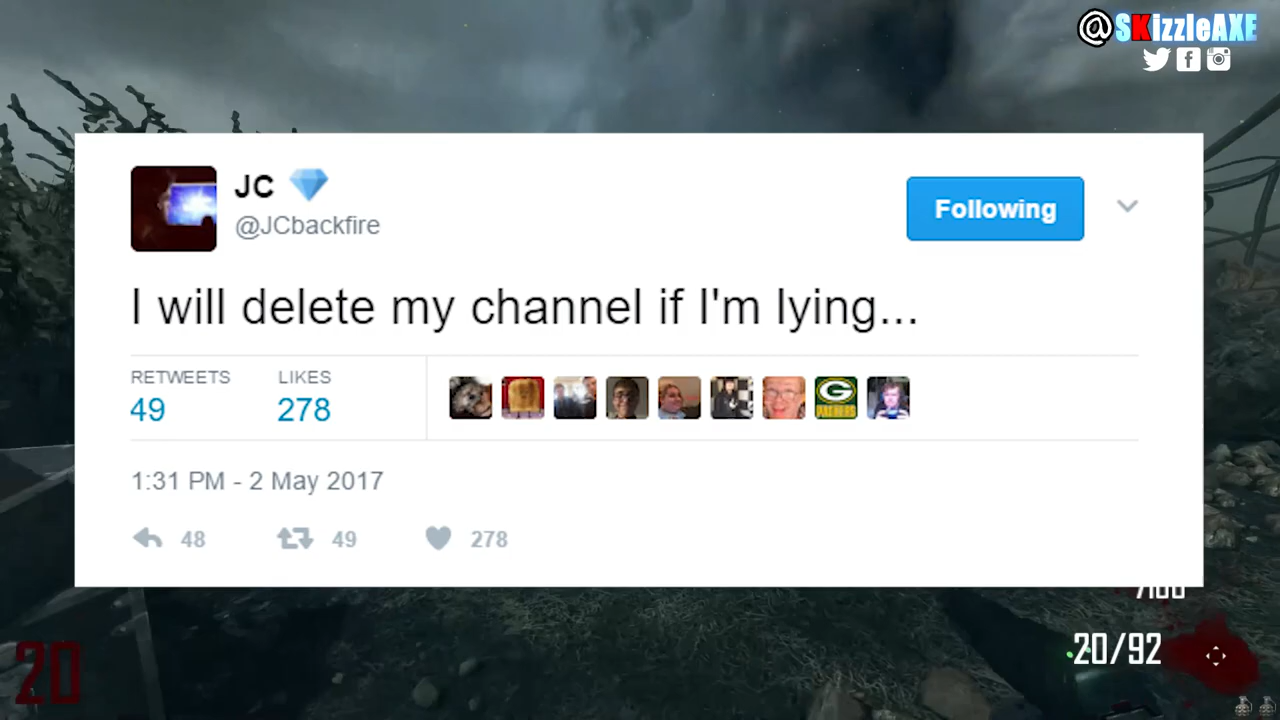 @SKizzleAXE
JC
@JCbackfire
Following
I will delete my channel if I'm lying...
RETWEETS LIKES
49 278
G
PACKERS
1:31 PM - 2 May 2017
48 49 278
20/92
20